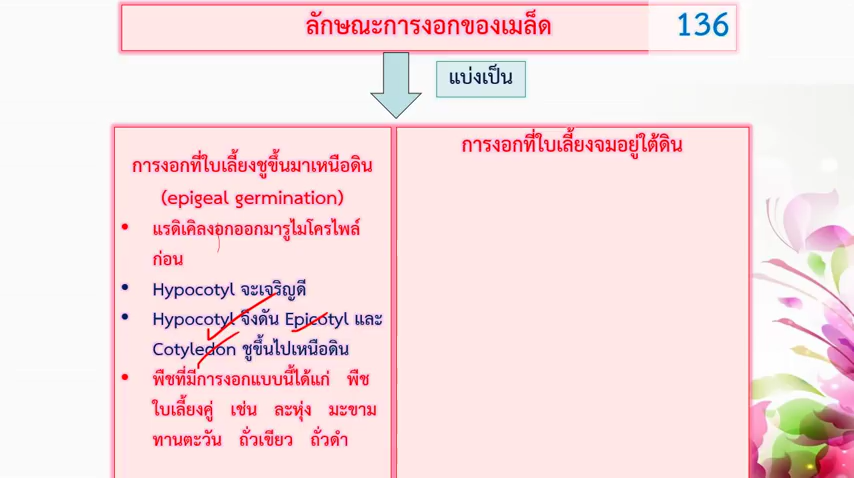 ลักษณะการงอกของเมล็ด
136
แบ่งเป็น
การงอกที่ใบเลี้ยงชูขึ้นมาเหนือดิน
(epigeal germination)
• แรดิเคิลงอกออกมารูไมโครไพล์
ก่อน
• Hypocotyl จะเจริญดี
• Hypocotyl จึงดัน Epicotyl และ
Cotyledon ชูขึ้นไปเหนือดิน
• พืชที่มีการงอกแบบนี้ได้แก่ พืช
ใบเลี้ยงคู่ เช่น ละหุ่ง มะขาม
ทานตะวัน ถั่วเขียว ถั่วดำ
การงอกที่ใบเลี้ยงจมอยู่ใต้ดิน